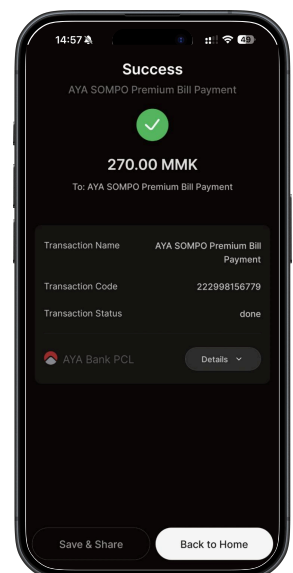 14:57 49
Success
AYA SOMPO Premium Bill Payment
270.00 MMK
To: AYA SOMPO Premium Bill Payment
Transaction Name AYA SOMPO Premium Bill
Payment
Transaction Code 222998156779
Transaction Status done
AYA Bank PCL Details
Save & Share Back to Home